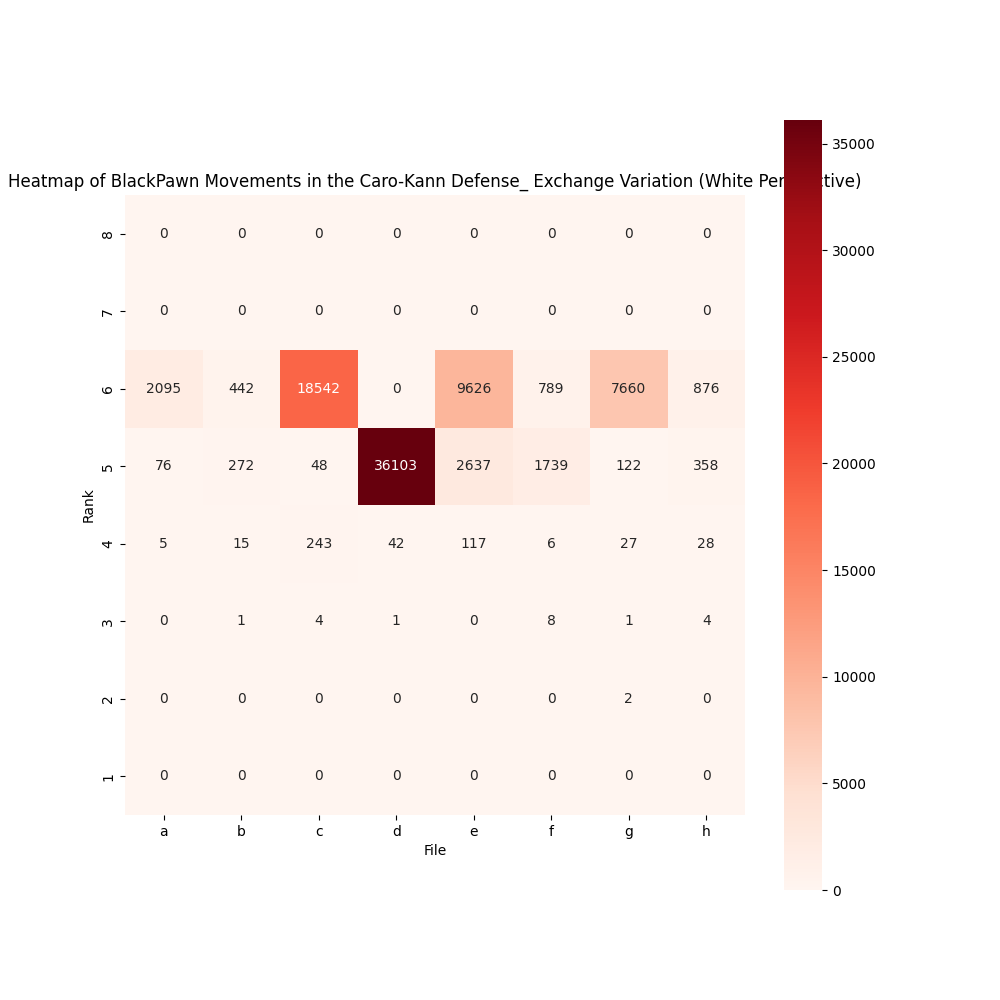 Heatmap of BlackPawn Movements in the Caro-Kann Defense_ Exchange Variation (White Per tive)
8 0 0 0 0 0 0 0 0
7 0 0 0 0 0 0 0 0
6 2095 442 18542 0 9626 789 7660 876
5 76 272 48 36103 2637 1739 122 358
4 5 15 243 42 117 6 27 28
3 0 1 4 1 0 8 1 4
2 0 0 0 0 0 0 2 0
1 0 0 0 0 0 0 0 0
a b c d e f g h
File
Rank
35000
30000
25000
20000
15000
10000
5000
0